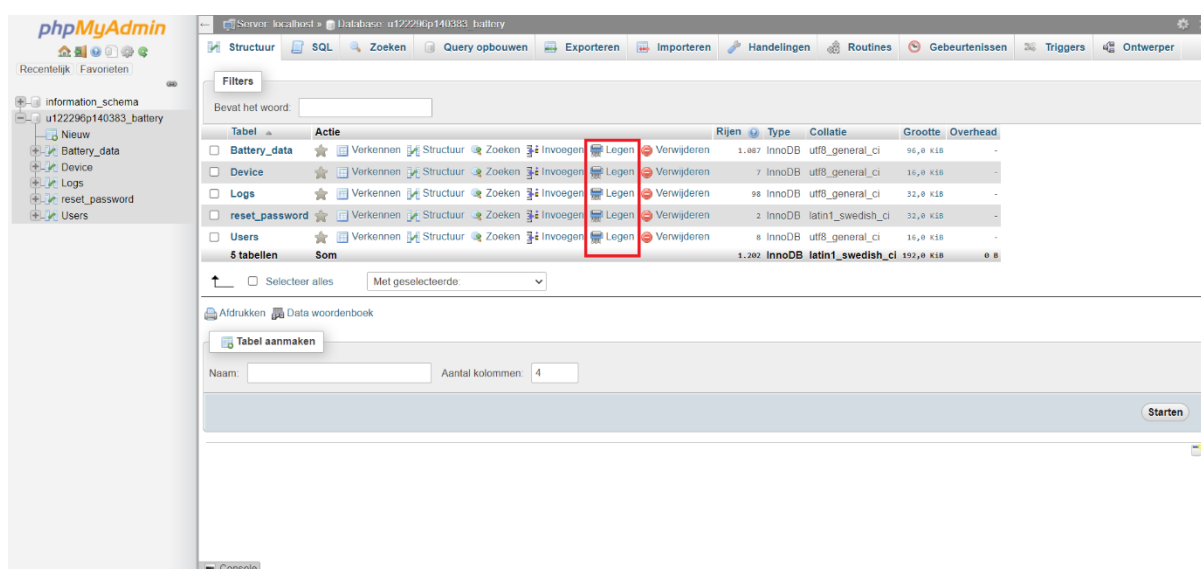 phpMyAdmin
Recentelijk Favorieten
information_schema
u122296p140383_battery
Nieuw
Battery_data
Device
Logs
reset_password
Users
Server: localhost » Database: u122296p140383_battery
Structuur SQL Zoeken Query opbouwen Exporteren Importeren Handelingen Routines Gebeurtenissen Triggers Ontwerper
Filters
Bevat het woord:
Tabel Actie Rijen Type Collatie Grootte Overhead
Battery_data Verkennen Structuur Zoeken Invoegen Legen Verwijderen 1.087 InnoDB utf8_general_ci 96,0 KiB -
Device Verkennen Structuur Zoeken Invoegen Legen Verwijderen 7 InnoDB utf8_general_ci 16,0 KiB -
Logs Verkennen Structuur Zoeken Invoegen Legen Verwijderen 98 InnoDB utf8_general_ci 32,0 KiB -
reset_password Verkennen Structuur Zoeken Invoegen Legen Verwijderen 2 InnoDB latin1_swedish_ci 32,0 KiB -
Users Verkennen Structuur Zoeken Invoegen Legen Verwijderen 8 InnoDB utf8_general_ci 16,0 KiB -
5 tabellen Som 1.202 InnoDB latin1_swedish_ci 192,0 KiB 0 B
Selecteer alles Met geselecteerde:
Afdrukken Data woordenboek
Tabel aanmaken
Naam: Aantal kolommen: 4
Starten
Console